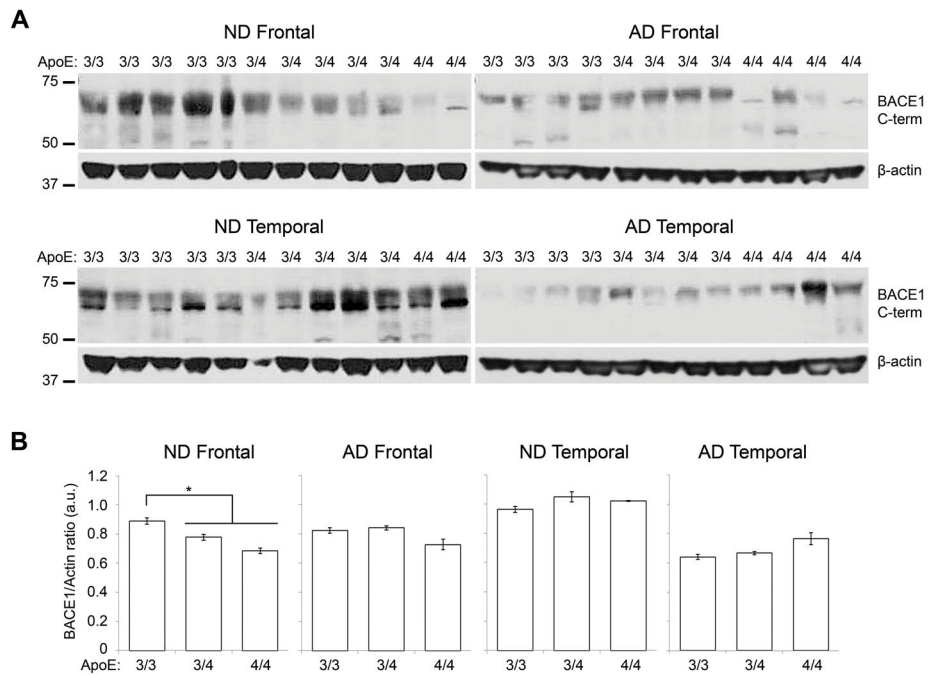 A
ND Frontal
AD Frontal
ApoE: 3/3 3/3 3/3 3/3 3/3 3/4 3/4 3/4 3/4 3/4 4/4 4/4
3/3 3/3 3/3 3/3 3/4 3/4 3/4 3/4 4/4 4/4 4/4 4/4
75
BACE1
C-term
50
β-actin
37
ND Temporal
AD Temporal
ApoE: 3/3 3/3 3/3 3/3 3/3 3/4 3/4 3/4 3/4 3/4 4/4 4/4
3/3 3/3 3/3 3/3 3/4 3/4 3/4 3/4 4/4 4/4 4/4 4/4
75
BACE1
C-term
50
β-actin
37
B
ND Frontal
AD Frontal
ND Temporal
AD Temporal
BACE1/Actin ratio (a.u.)
1.2
1.0
0.8
0.6
0.4
0.2
0
*
ApoE: 3/3 3/4 4/4
3/3 3/4 4/4
3/3 3/4 4/4
3/3 3/4 4/4